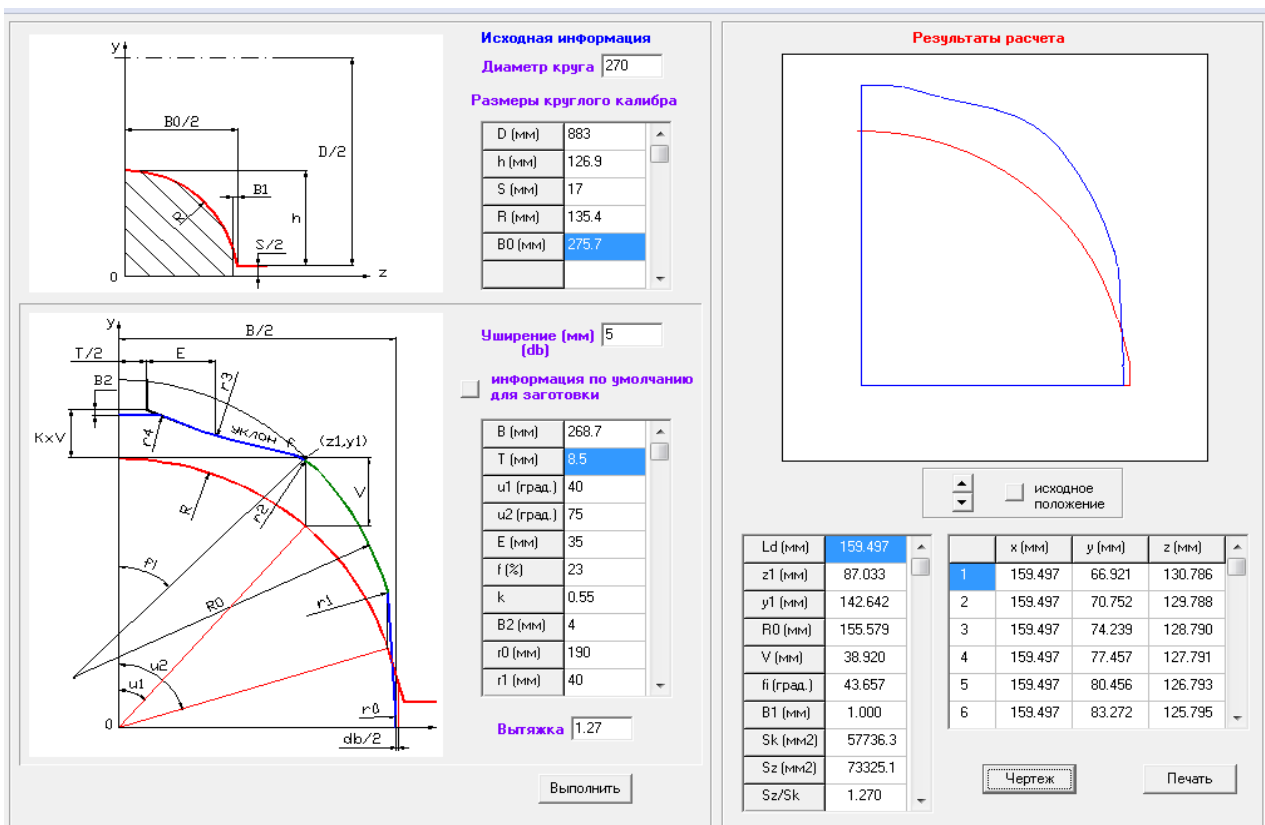 Исходная информация
Диаметр круга 270
Размеры круглого калибра
D (мм) 883
h (мм) 126.9
S (мм) 17
R (мм) 135.4
B0 (мм) 275.7
y
B0/2
D/2
B1
R
h
S/2
0
z
y
B/2
T/2
E
B2
r3
KxV
r4
уклон f
(z1,y1)
R
r2
V
fi
R0
r1
u2
u1
r0
0
db/2
Уширение (мм) 5
(db)
информация по умолчанию
для заготовки
B (мм) 268.7
T (мм) 8.5
u1 (град.) 40
u2 (град.) 75
E (мм) 35
f (%) 23
k 0.55
B2 (мм) 4
r0 (мм) 190
r1 (мм) 40
Вытяжка 1.27
Выполнить
Результаты расчета
исходное
положение
Ld (мм) 159.497
z1 (мм) 87.033
y1 (мм) 142.642
R0 (мм) 155.579
V (мм) 38.920
fi (град.) 43.657
B1 (мм) 1.000
Sk (мм2) 57736.3
Sz (мм2) 73325.1
Sz/Sk 1.270
x (мм) y (мм) z (мм)
1 159.497 66.921 130.786
2 159.497 70.752 129.788
3 159.497 74.239 128.790
4 159.497 77.457 127.791
5 159.497 80.456 126.793
6 159.497 83.272 125.795
Чертеж
Печать